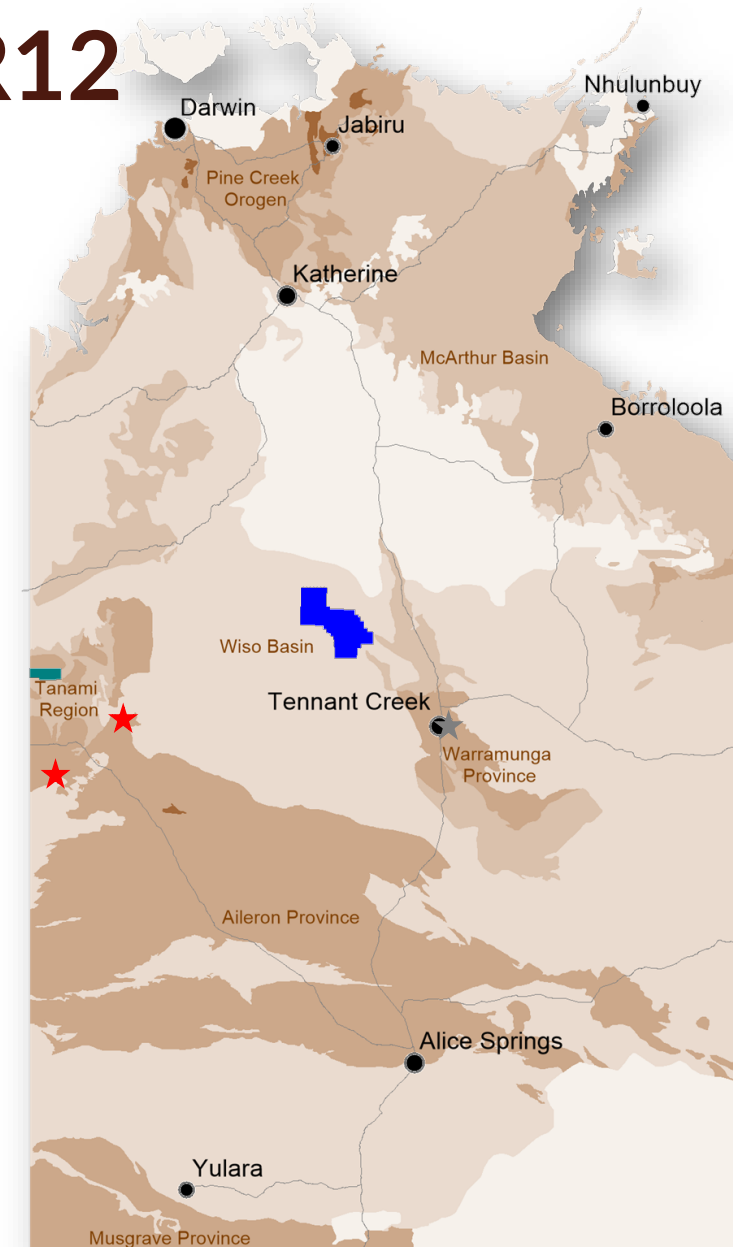 R12
Nhulunbuy
Darwin
Jabiru
Pine Creek
Orogen
Katherine
McArthur Basin
Borroloola
Wiso Basin
Tanami
Region
Tennant Creek
Warramunga
Province
Aileron Province
Alice Springs
Yulara
Musgrave Province